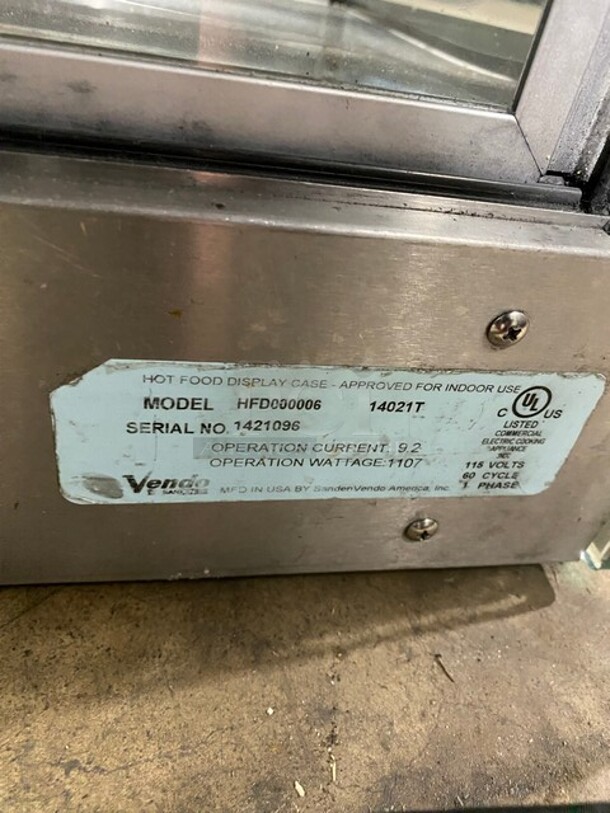 HOT FOOD DISPLAY CASE - APPROVED FOR INDOOR USE
MODEL HFD000006 14021T
SERIAL NO. 1421096
OPERATION CURRENT: 9.2
OPERATION WATTAGE: 1107
Vendo
MFD IN USA BY SandenVendo America, Inc.
C UL US
LISTED
COMMERCIAL
ELECTRIC COOKING
APPLIANCE
115 VOLTS
60 CYCLE
1 PHASE